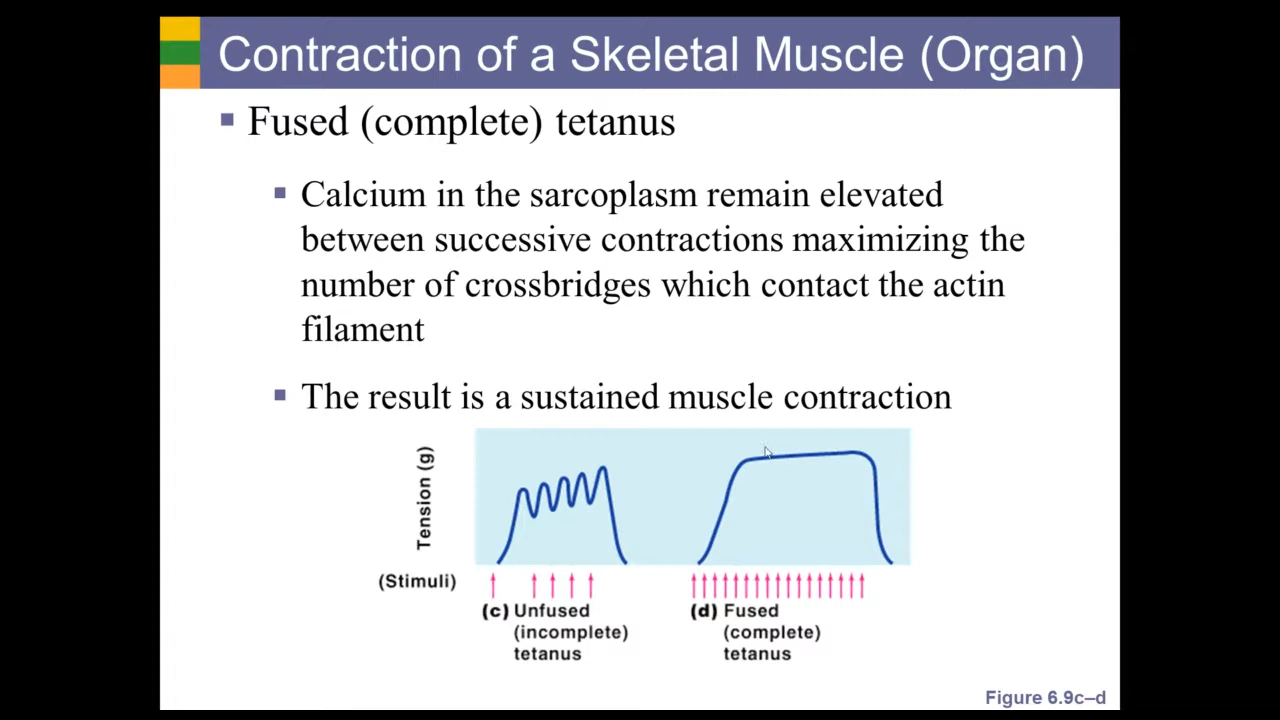 Contraction of a Skeletal Muscle (Organ)
Fused (complete) tetanus
Calcium in the sarcoplasm remain elevated
between successive contractions maximizing the
number of crossbridges which contact the actin
filament
The result is a sustained muscle contraction
Tension (g)
(Stimuli)
(c) Unfused
(incomplete)
tetanus
(d) Fused
(complete)
tetanus
Figure 6.9c–d